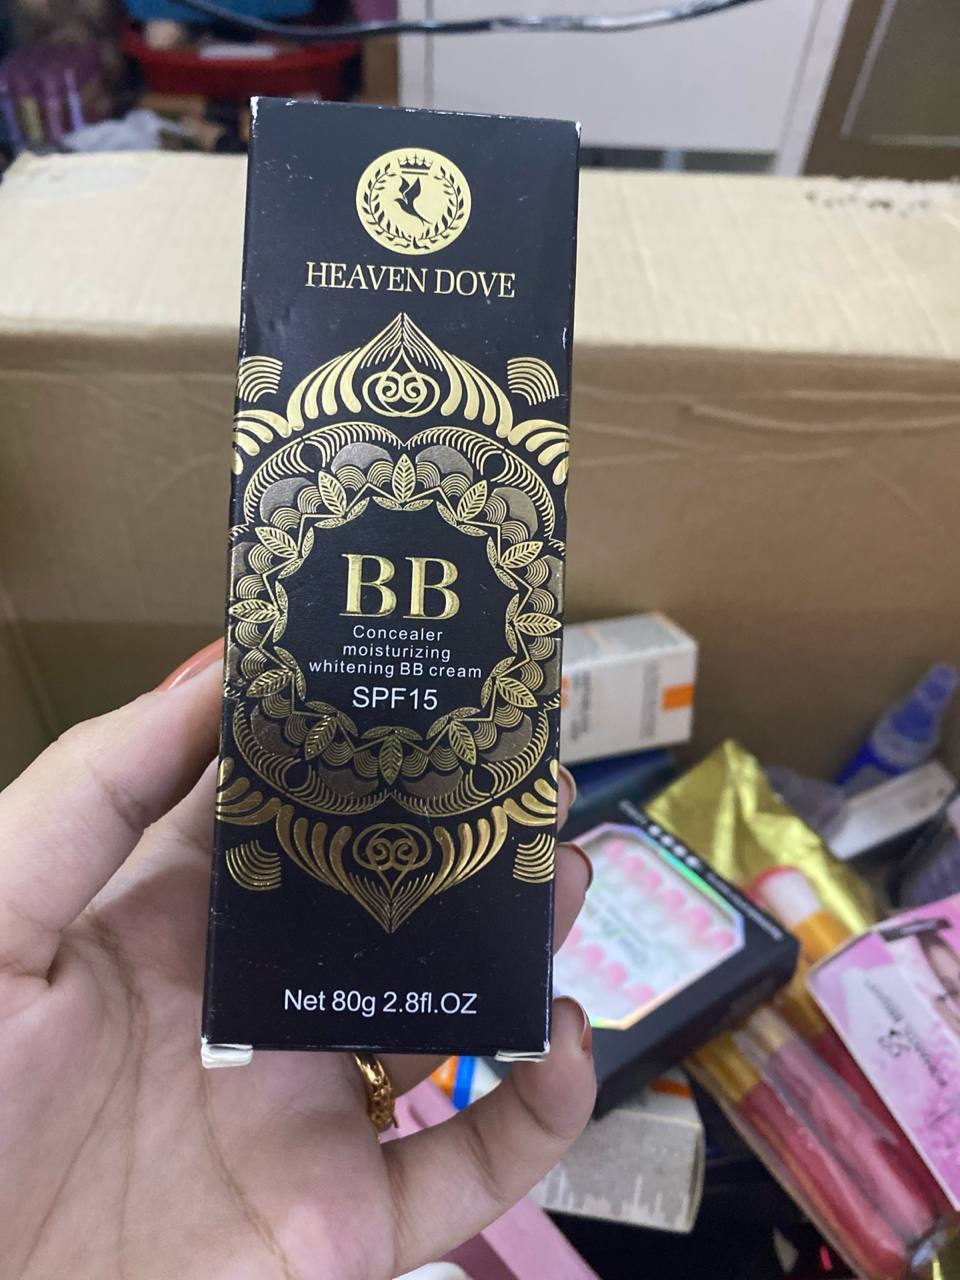 HEAVEN DOVE
BB
Concealer
moisturizing
whitening BB cream
SPF15
Net 80g 2.8fl.OZ